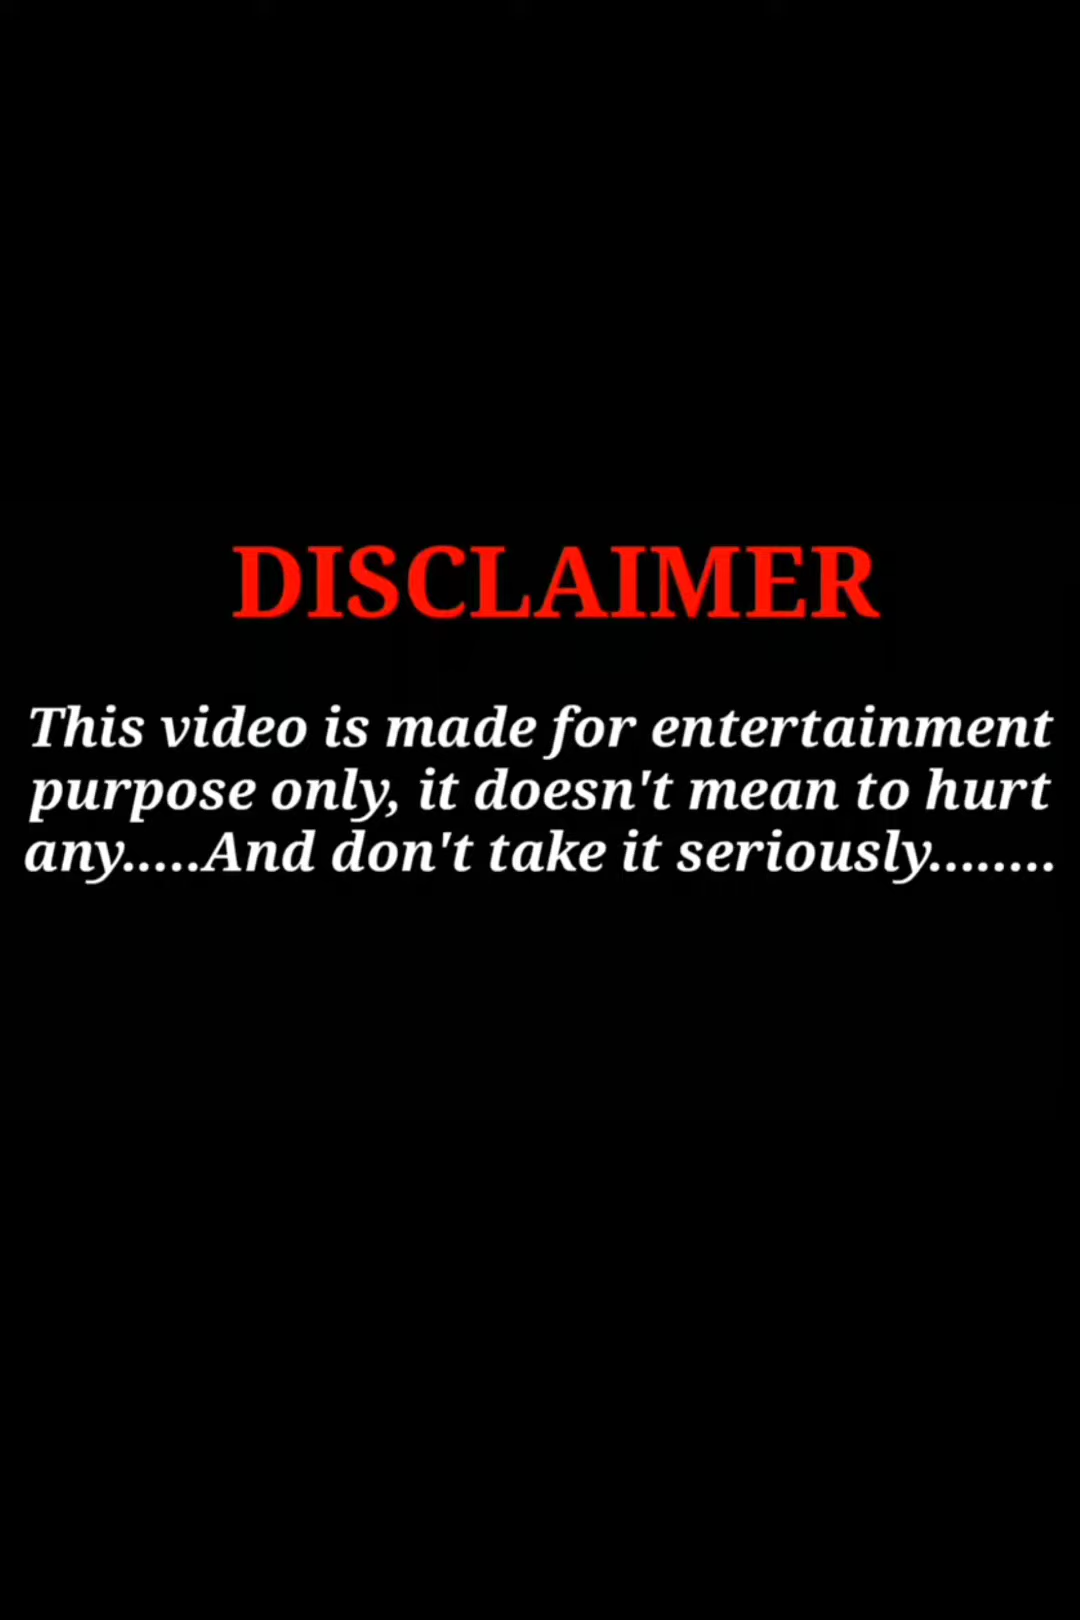 DISCLAIMER
This video is made for entertainment
purpose only, it doesn't mean to hurt
any.....And don't take it seriously........